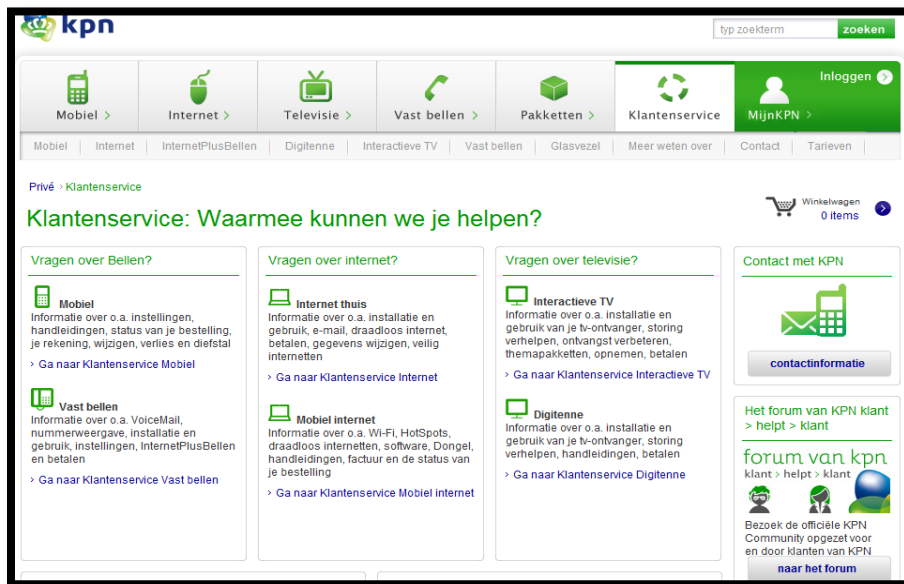 kpn
typ zoekterm
zoeken
Mobiel >
Internet >
Televisie >
Vast bellen >
Pakketten >
Klantenservice
MijnKPN >
Inloggen >
Mobiel
Internet
InternetPlusBellen
Digitenne
Interactieve TV
Vast bellen
Glasvezel
Meer weten over
Contact
Tarieven
Privé > Klantenservice
Klantenservice: Waarmee kunnen we je helpen?
Winkelwagen
0 items
Vragen over Bellen?
Mobiel
Informatie over o.a. instellingen,
handleidingen, status van je bestelling,
je rekening, wijzigen, verlies en diefstal
> Ga naar Klantenservice Mobiel
Vast bellen
Informatie over o.a. VoiceMail,
nummerweergave, installatie en
gebruik, instellingen, InternetPlusBellen
en betalen
> Ga naar Klantenservice Vast bellen
Vragen over internet?
Internet thuis
Informatie over o.a. installatie en
gebruik, e-mail, draadloos internet,
betalen, gegevens wijzigen, veilig
internetten
> Ga naar Klantenservice Internet
Mobiel internet
Informatie over o.a. Wi-Fi, HotSpots,
draadloos internetten, software, Dongel,
handleidingen, factuur en de status van
je bestelling
> Ga naar Klantenservice Mobiel internet
Vragen over televisie?
Interactieve TV
Informatie over o.a. installatie en
gebruik van je tv-ontvanger, storing
verhelpen, ontvangst verbeteren,
themapakketten, opnemen, betalen
> Ga naar Klantenservice Interactieve TV
Digitenne
Informatie over o.a. installatie en
gebruik van je tv-ontvanger, storing
verhelpen, handleidingen, betalen
> Ga naar Klantenservice Digitenne
Contact met KPN
contactinformatie
Het forum van KPN klant
> helpt > klant
forum van kpn
klant > helpt > klant
Bezoek de officiële KPN
Community opgezet voor
en door klanten van KPN
naar het forum